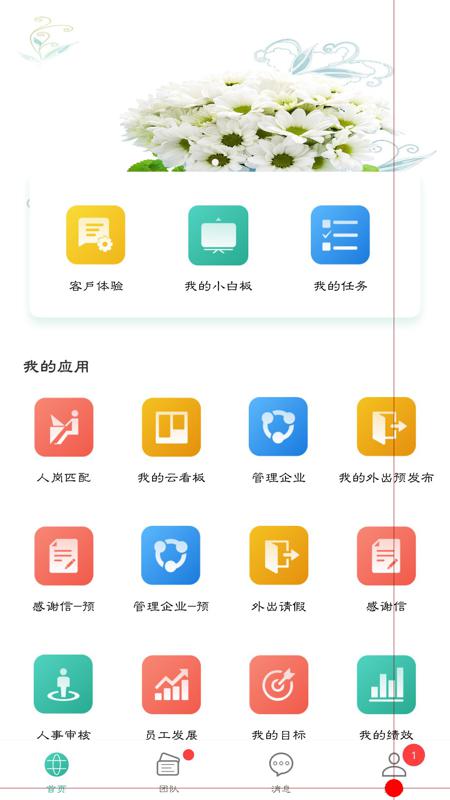 客户体验
我的小白板
我的任务
我的应用
人岗匹配
我的云看板
管理企业
我的外出预发布
感谢信-预
管理企业-预
外出请假
感谢信
人事审核
员工发展
我的目标
我的绩效
1
首页
团队
消息